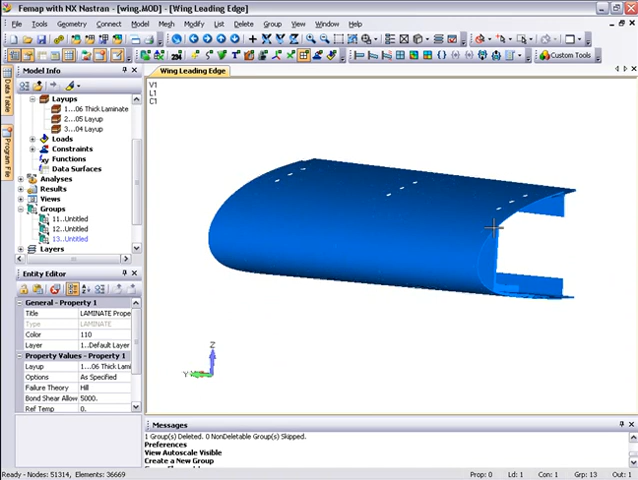 Femap with NX Nastran - [wing.MOD] - [Wing Leading Edge]
File Tools Geometry Connect Model Mesh Modify List Delete Group View Window Help
Custom Tools
Model Info
Wing Leading Edge
Data Table
Program File
V1
L1
C1
Layups
1...06 Thick Laminate
2...05 Layup
3...04 Layup
Loads
Constraints
Functions
Data Surfaces
Analyses
Results
Views
Groups
11..Untitled
12..Untitled
13..Untitled
Layers
Entity Editor
General - Property 1
Title LAMINATE Prope
Type LAMINATE
Color 110
Layer 1..Default Layer
Property Values - Property 1
Layup 1...06 Thick Lami
Options As Specified
Failure Theory Hill
Bond Shear Allow 5000.
Ref Temp 0.
Z
Y
Messages
1 Group(s) Deleted. 0 NonDeletable Group(s) Skipped.
Preferences
View Autoscale Visible
Create a New Group
Ready - Nodes: 51314, Elements: 36669
Prop: 0 Ld: 1 Con: 1 Grp: 13 Out: 1